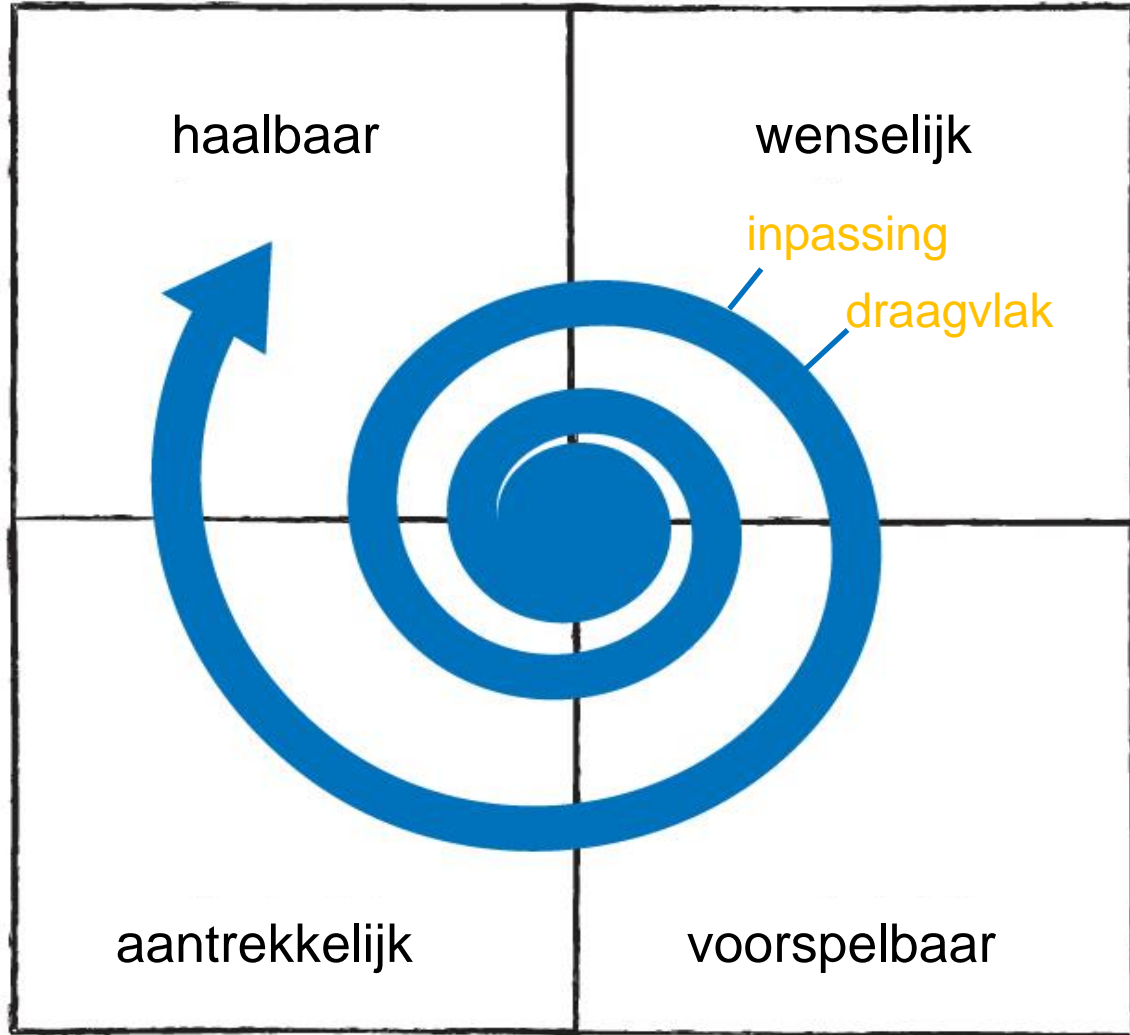 haalbaar
wenselijk
inpassing
draagvlak
aantrekkelijk
voorspelbaar